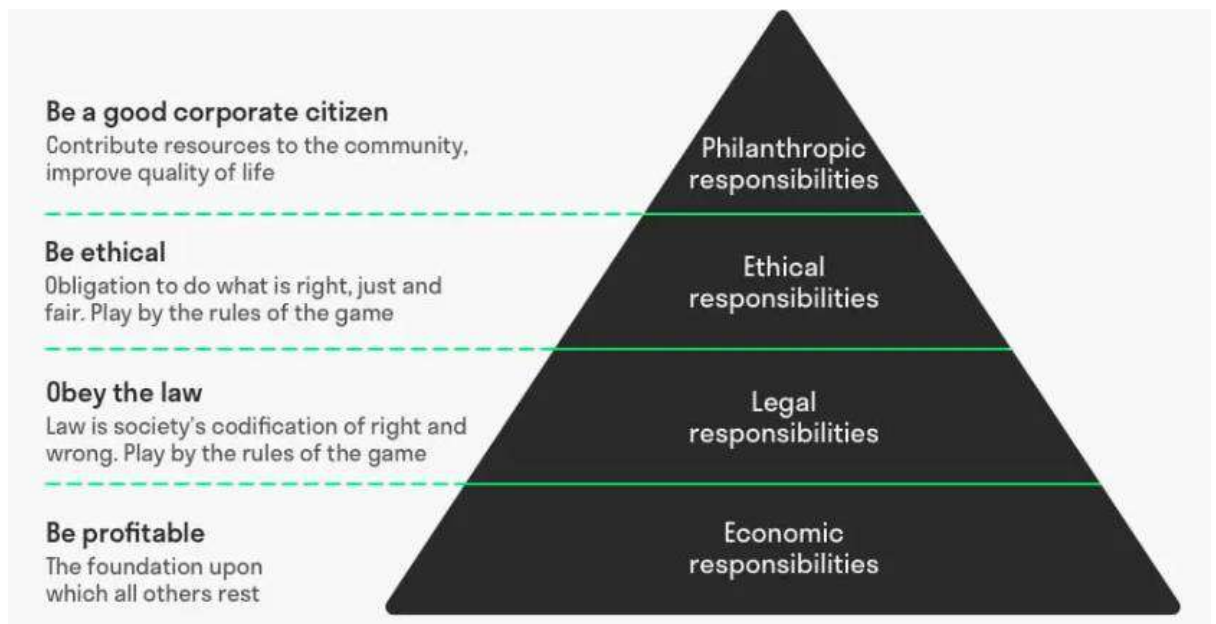 Be a good corporate citizen
Contribute resources to the community,
improve quality of life
Philanthropic
responsibilities
Be ethical
Obligation to do what is right, just and
fair. Play by the rules of the game
Ethical
responsibilities
Obey the law
Law is society's codification of right and
wrong. Play by the rules of the game
Legal
responsibilities
Be profitable
The foundation upon
which all others rest
Economic
responsibilities